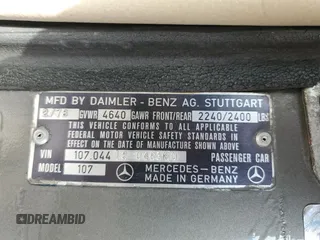 MFD BY DAIMLER - BENZ AG. STUTTGART
GVWR 4640 GAWR FRONT/REAR 2240/2400 LBS
THIS VEHICLE CONFORMS TO ALL APPLICABLE
FEDERAL MOTOR VEHICLE SAFETY STANDARDS IN
EFFECT ON THE DATE OF MANUFACTURE SHOWN ABOVE
VIN 107.044 PASSENGER CAR
MODEL 107 MERCEDES-BENZ
MADE IN GERMANY
DREAMBID